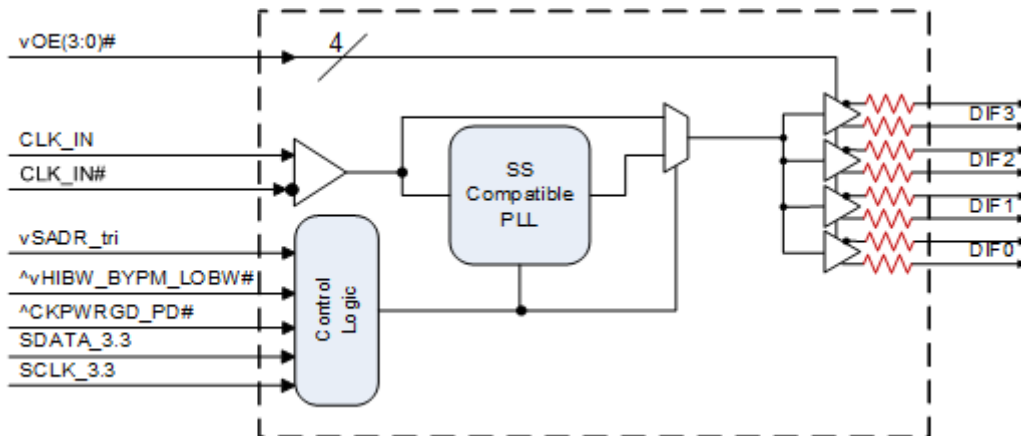 vOE(3:0)#
4
CLK_IN
CLK_IN#
SS
Compatible
PLL
vSADR_tri
^vHIBW_BYPM_LOBW#
^CKPWRGD_PD#
SDATA_3.3
SCLK_3.3
Control
Logic
DIF3
DIF2
DIF1
DIF0